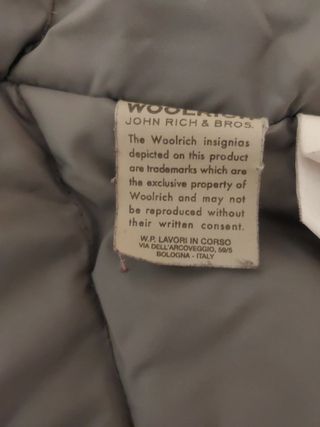 WOOLRICH
JOHN RICH & BROS.
The Woolrich insignias
depicted on this product
are trademarks which are
the exclusive property of
Woolrich and may not
be reproduced without
their written consent.
W.P. LAVORI IN CORSO
VIA DELL'ARCOVEGGIO, 59/5
BOLOGNA - ITALY